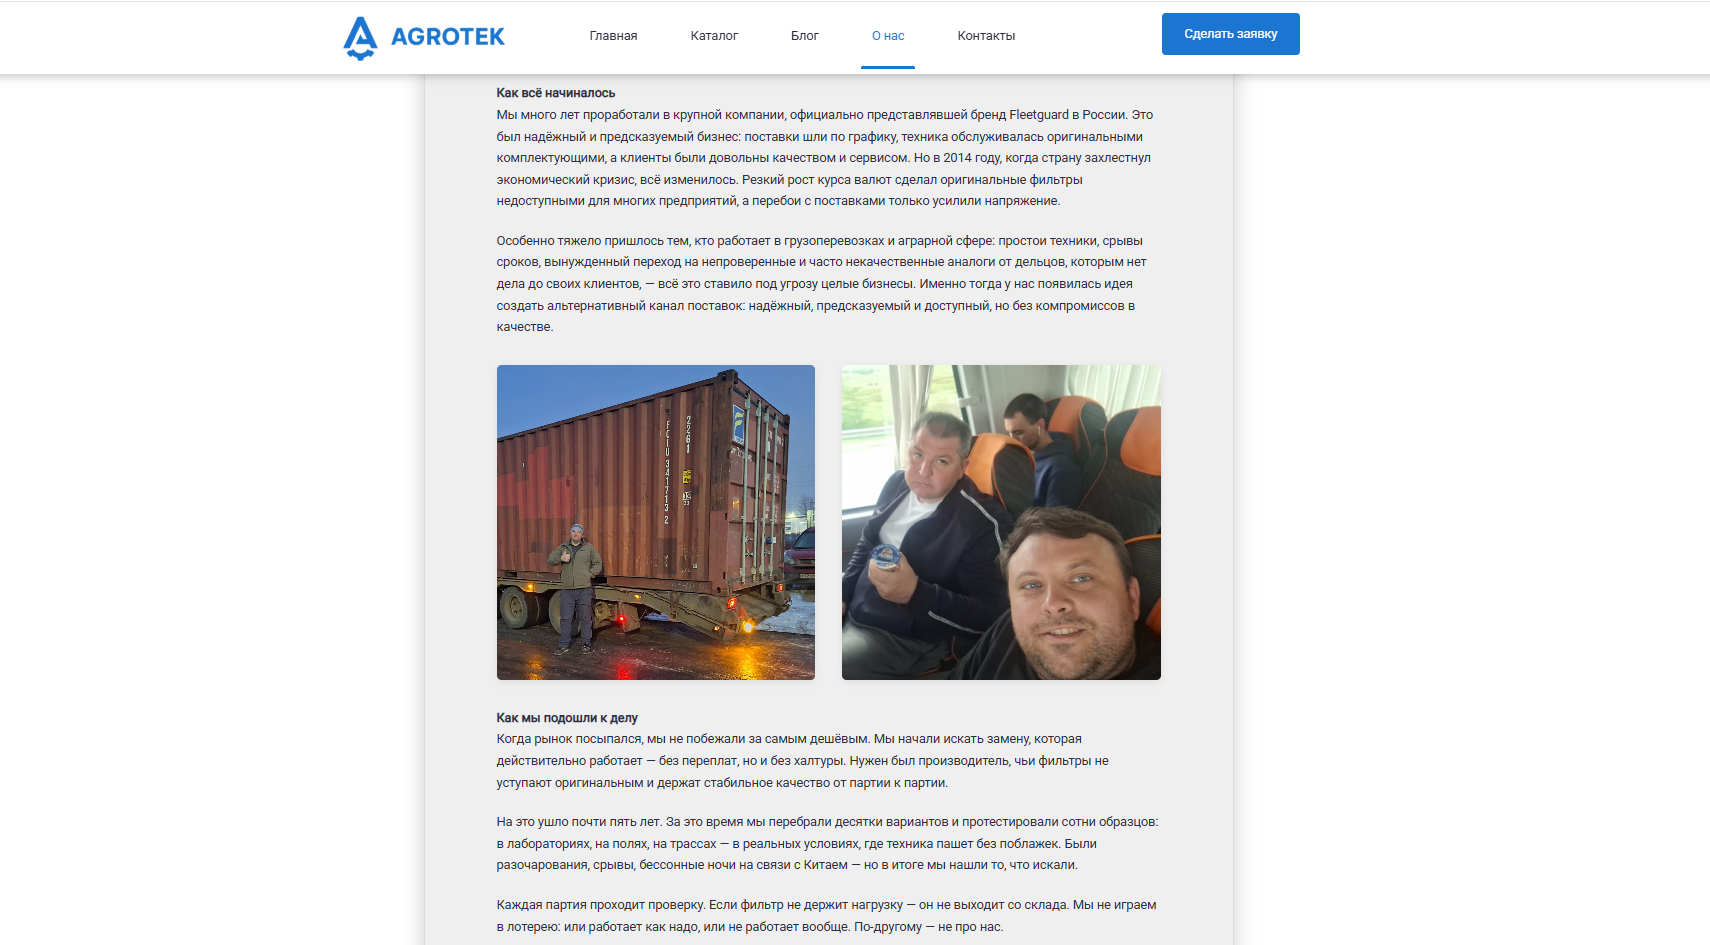 AGROTEK
Главная
Каталог
Блог
О нас
Контакты
Сделать заявку
Как всё начиналось
Мы много лет проработали в крупной компании, официально представлявшей бренд Fleetguard в России. Это
был надёжный и предсказуемый бизнес: поставки шли по графику, техника обслуживалась оригинальными
комплектующими, а клиенты были довольны качеством и сервисом. Но в 2014 году, когда страну захлестнул
экономический кризис, всё изменилось. Резкий рост курса валют сделал оригинальные фильтры
недоступными для многих предприятий, а перебои с поставками только усилили напряжение.
Особенно тяжело пришлось тем, кто работает в грузоперевозках и аграрной сфере: простои техники, срывы
сроков, вынужденный переход на непроверенные и часто некачественные аналоги от дельцов, которым нет
дела до своих клиентов, — всё это ставило под угрозу целые бизнесы. Именно тогда у нас появилась идея
создать альтернативный канал поставок: надёжный, предсказуемый и доступный, но без компромиссов в
качестве.
FCIU 341713 2
2261
Как мы подошли к делу
Когда рынок посыпался, мы не побежали за самым дешёвым. Мы начали искать замену, которая
действительно работает — без переплат, но и без халтуры. Нужен был производитель, чьи фильтры не
уступают оригинальным и держат стабильное качество от партии к партии.
На это ушло почти пять лет. За это время мы перебрали десятки вариантов и протестировали сотни образцов:
в лабораториях, на полях, на трассах — в реальных условиях, где техника пашет без поблажек. Были
разочарования, срывы, бессонные ночи на связи с Китаем — но в итоге мы нашли то, что искали.
Каждая партия проходит проверку. Если фильтр не держит нагрузку — он не выходит со склада. Мы не играем
в лотерею: или работает как надо, или не работает вообще. По-другому — не про нас.